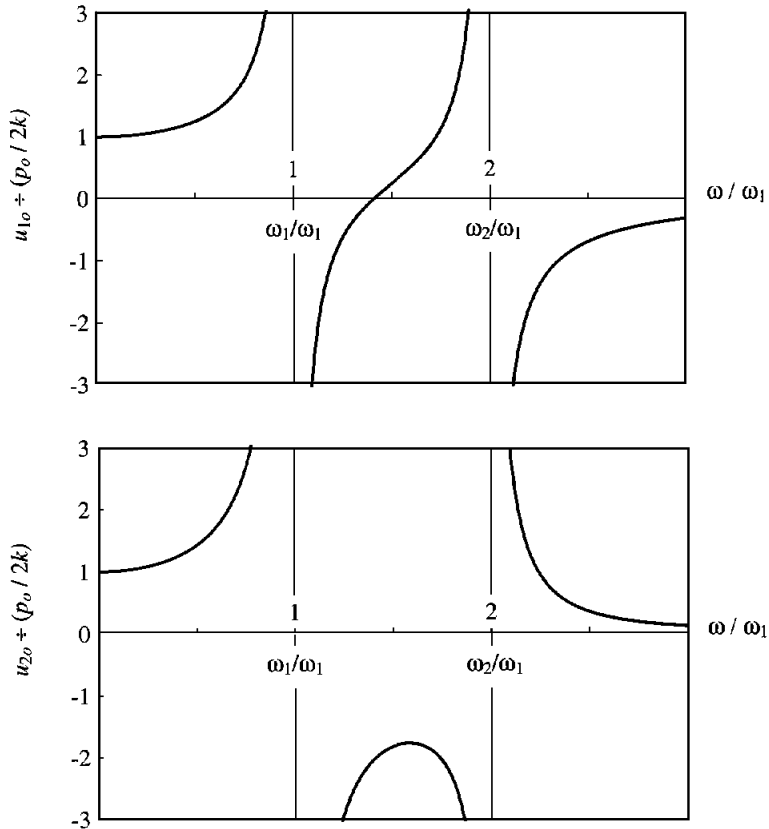 3
2
1
0
-1
-2
-3
u₁ₒ ÷ (pₒ / 2k)
1
2
ω₁/ω₁
ω₂/ω₁
ω / ω₁
3
2
1
0
-1
-2
-3
u₂ₒ ÷ (pₒ / 2k)
1
2
ω₁/ω₁
ω₂/ω₁
ω / ω₁